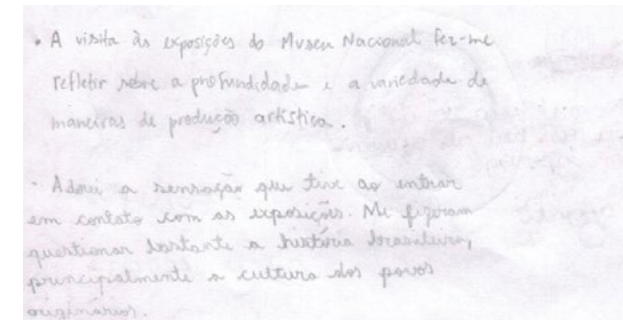 • A visita às exposições do Museu Nacional fez-me
refletir sobre a profundidade e a variedade de
maneiras de produção artística.
· Adorei a sensação que tive ao entrar
em contato com as exposições. Me fizeram
questionar bastante a história brasileira,
principalmente a cultura dos povos
originários.